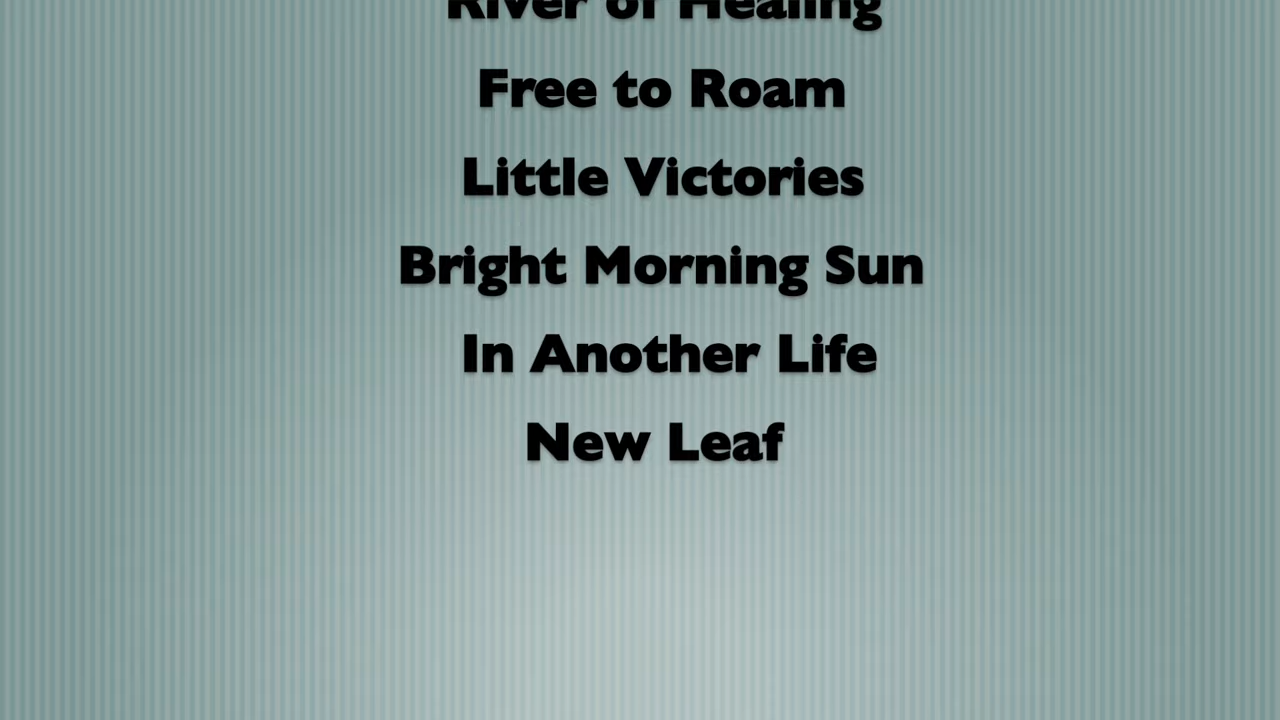 River of Healing
Free to Roam
Little Victories
Bright Morning Sun
In Another Life
New Leaf